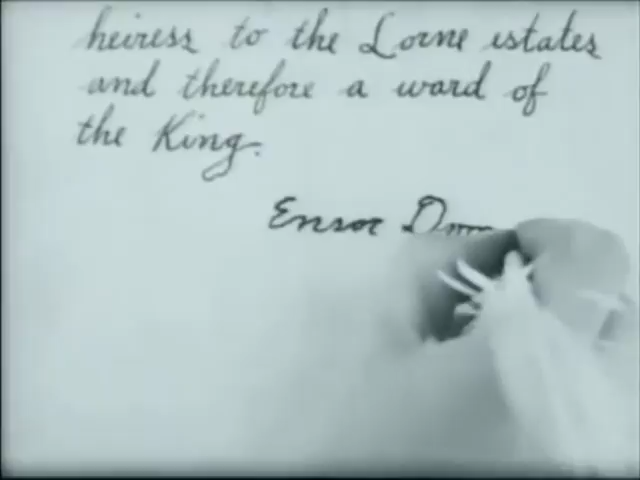 heiress to the Lorne estates
and therefore a ward of
the King.
Ensor